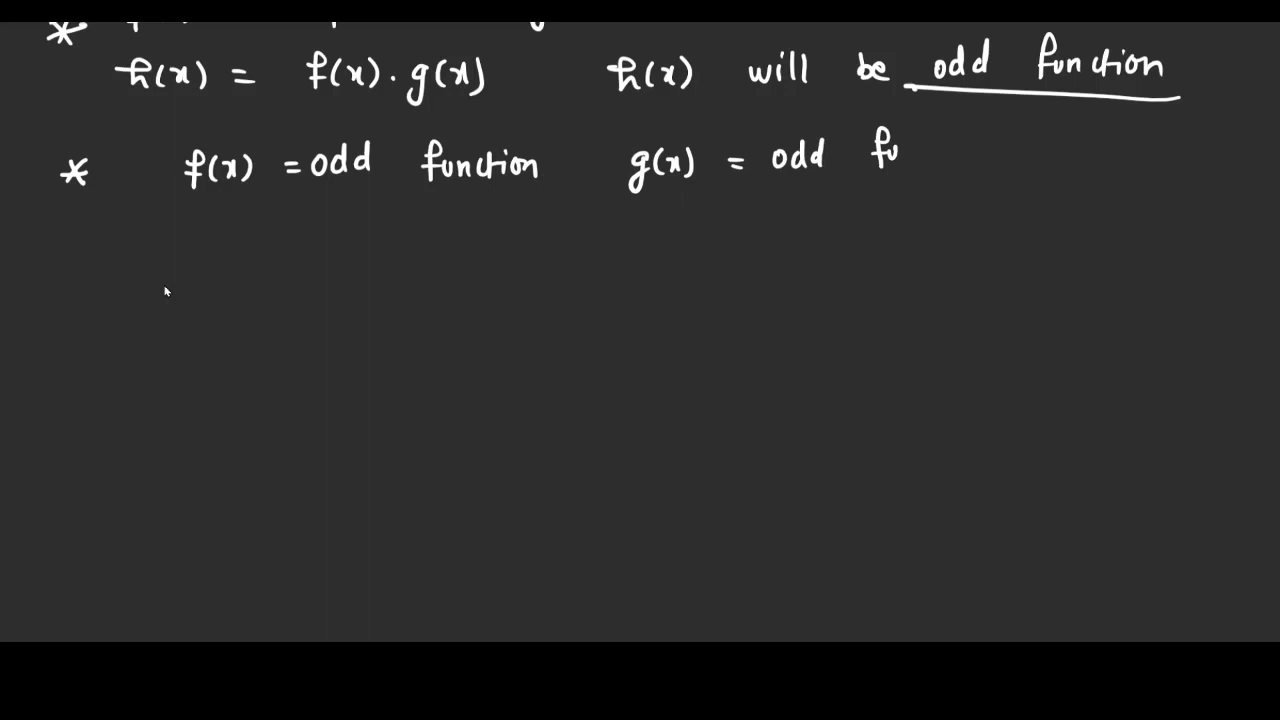 h(x) = f(x) . g(x) h(x) will be odd function
* f(x) = odd function g(x) = odd fu